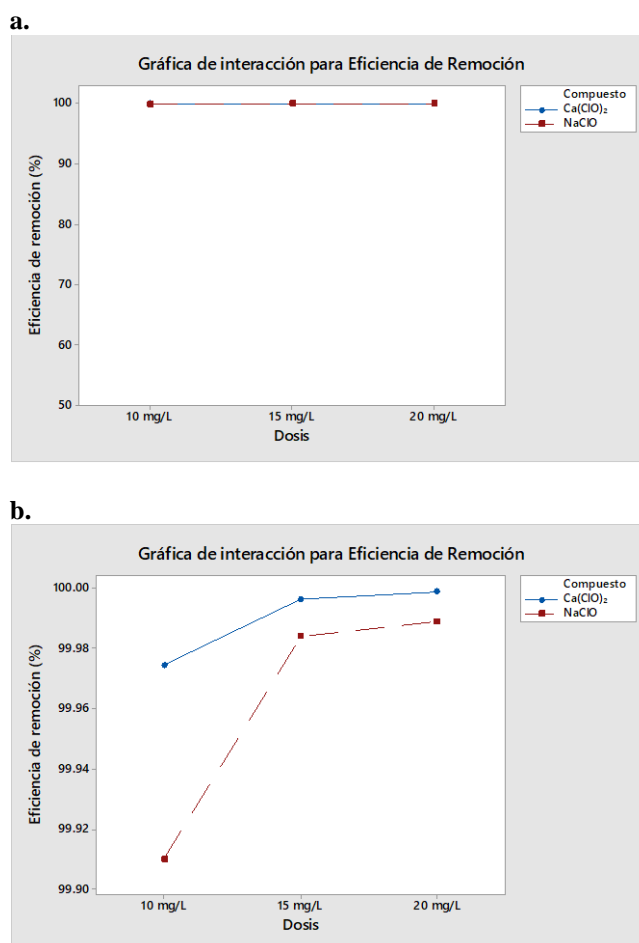 a.
Gráfica de interacción para Eficiencia de Remoción
Compuesto
Ca(ClO)₂
NaClO
Eficiencia de remoción (%)
100
90
80
70
60
50
10 mg/L 15 mg/L 20 mg/L
Dosis
b.
Gráfica de interacción para Eficiencia de Remoción
Compuesto
Ca(ClO)₂
NaClO
Eficiencia de remoción (%)
100.00
99.98
99.96
99.94
99.92
99.90
10 mg/L 15 mg/L 20 mg/L
Dosis